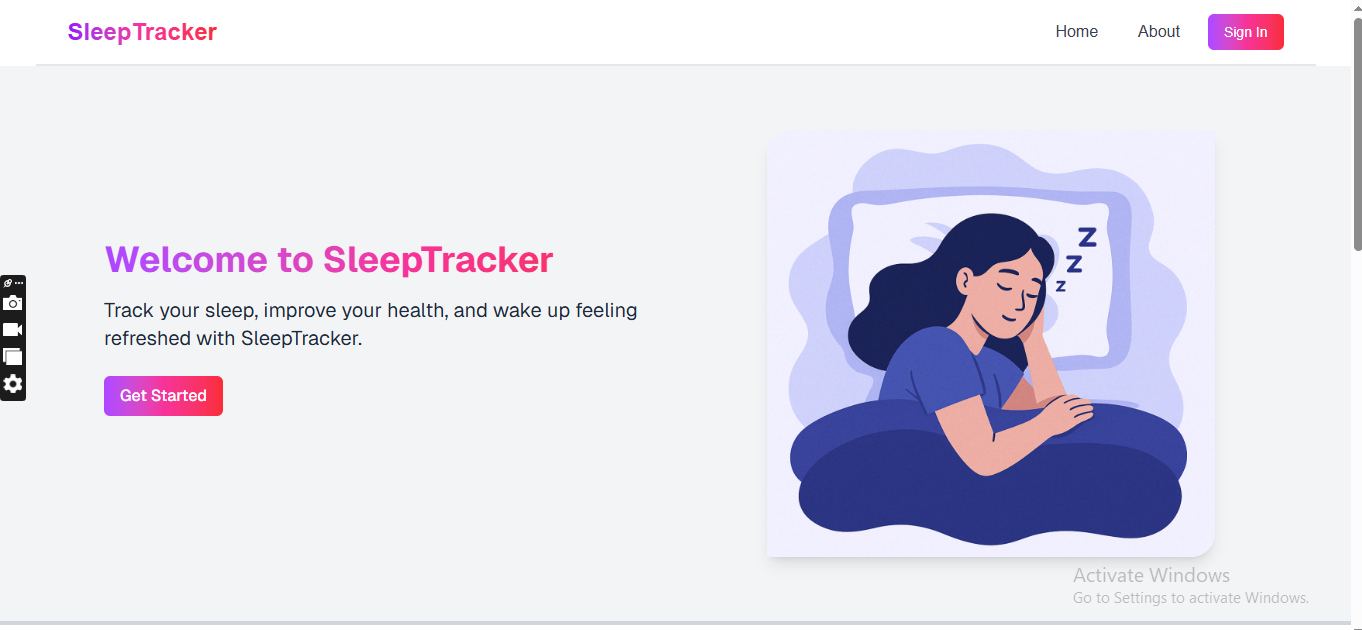 SleepTracker
Home
About
Sign In
Welcome to SleepTracker
Track your sleep, improve your health, and wake up feeling
refreshed with SleepTracker.
Get Started
Z
Z
Z
Activate Windows
Go to Settings to activate Windows.